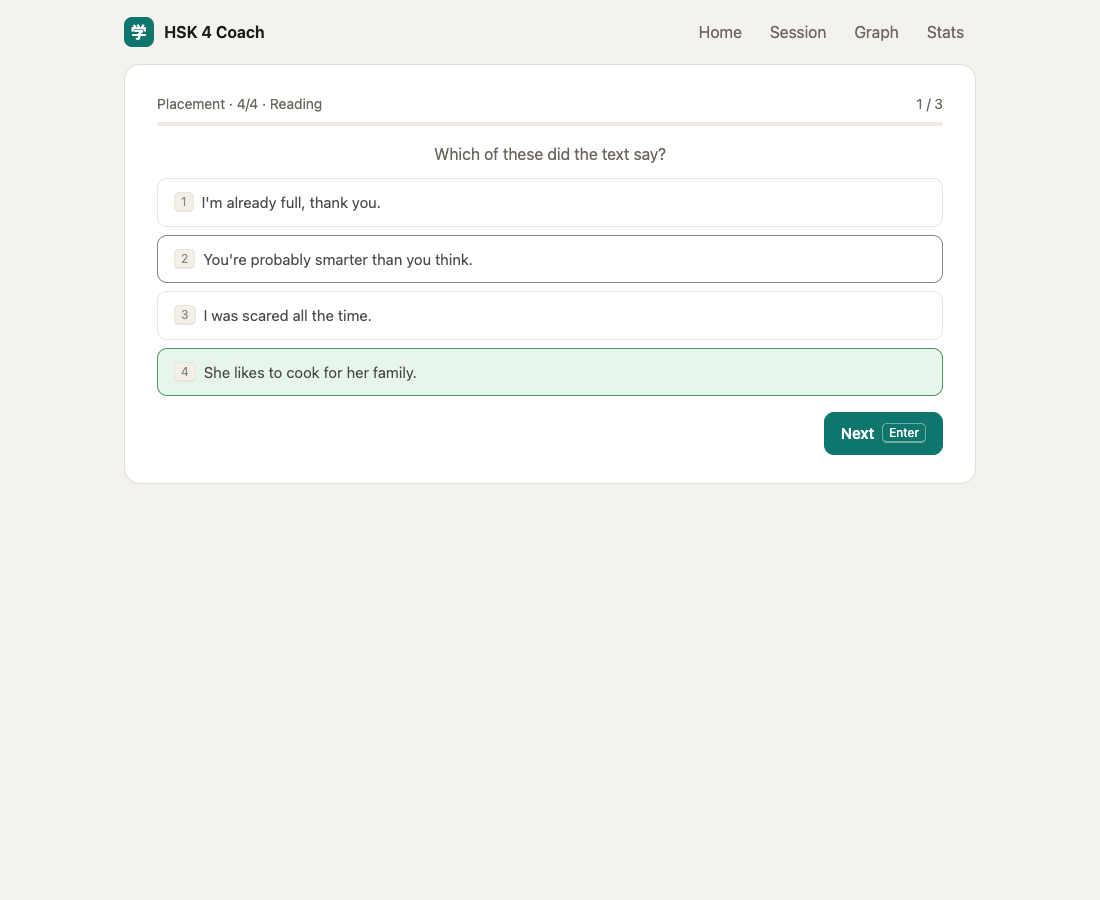 学 HSK 4 Coach
Home Session Graph Stats
Placement · 4/4 · Reading
1 / 3
Which of these did the text say?
1 I'm already full, thank you.
2 You're probably smarter than you think.
3 I was scared all the time.
4 She likes to cook for her family.
Next Enter